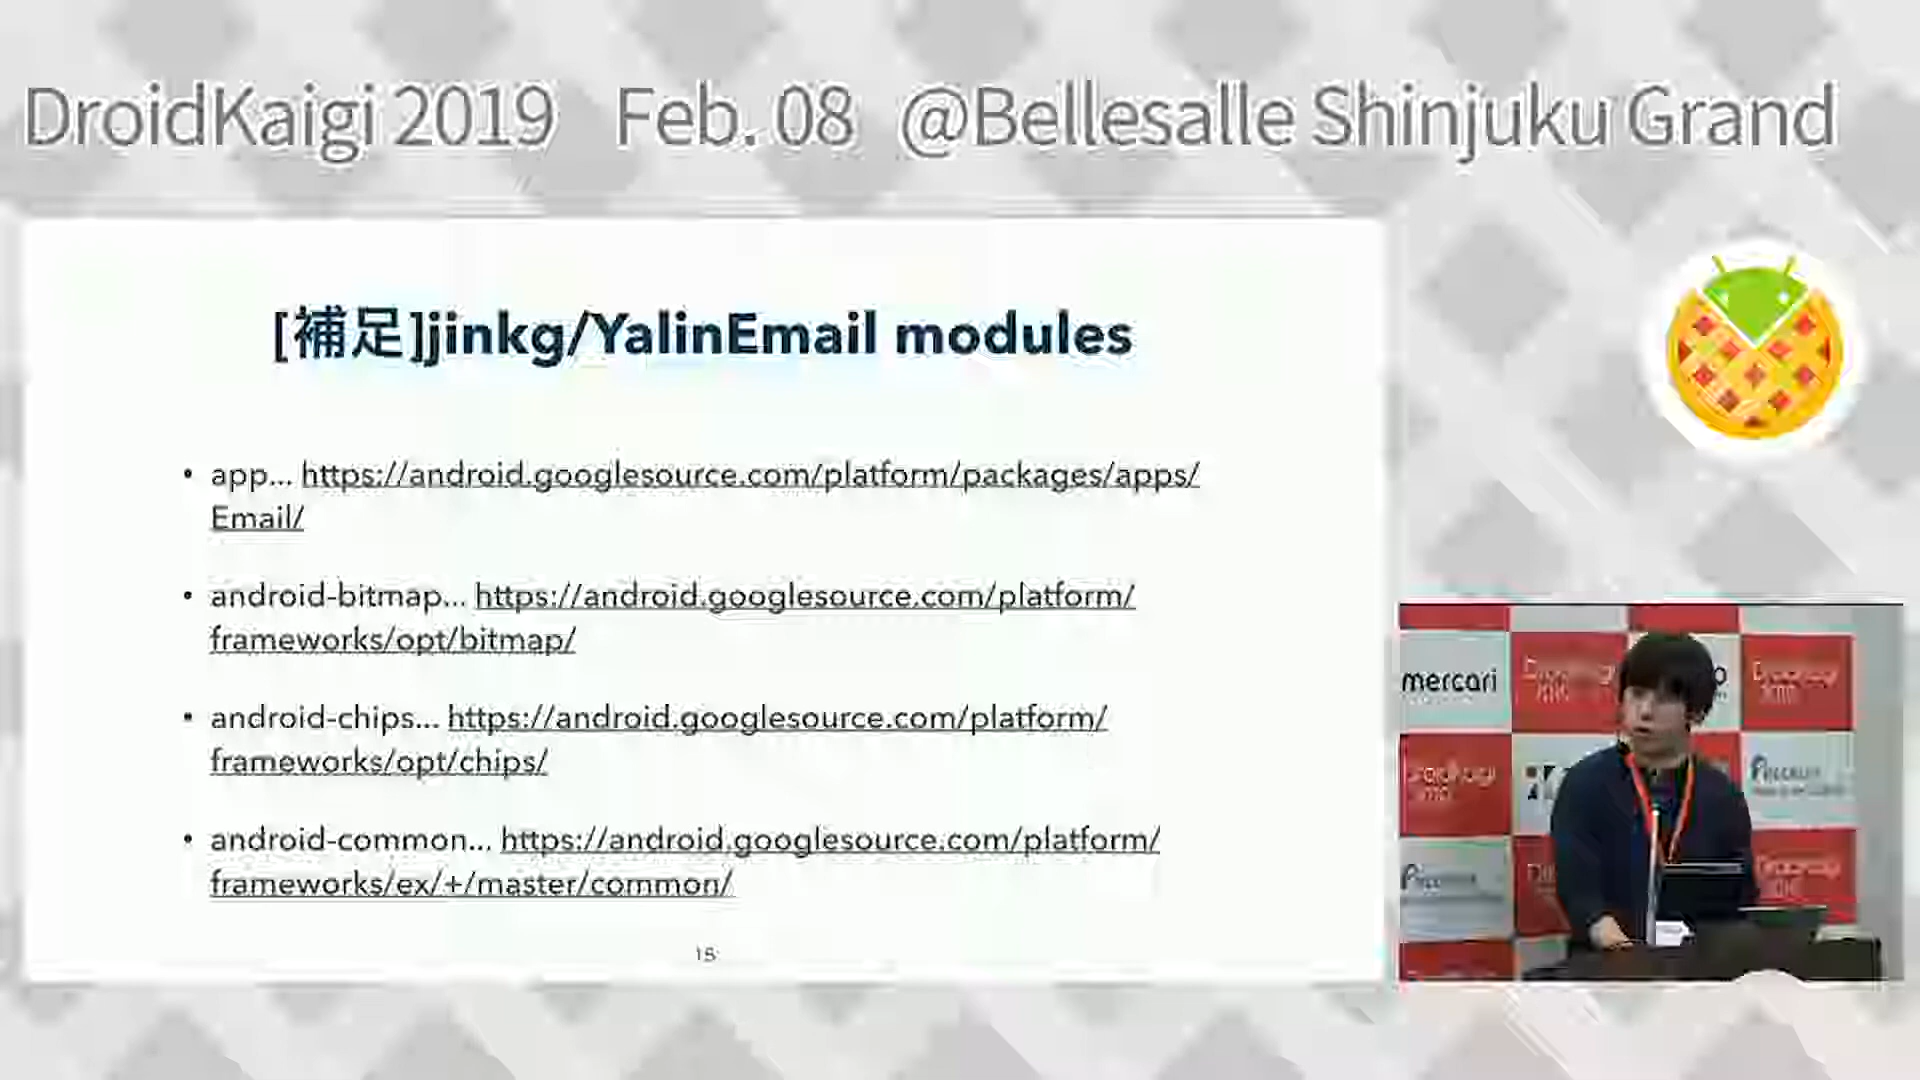 DroidKaigi 2019 Feb. 08 @Bellesalle Shinjuku Grand
[補足]jinkg/YalinEmail modules
• app... https://android.googlesource.com/platform/packages/apps/
Email/
• android-bitmap... https://android.googlesource.com/platform/
frameworks/opt/bitmap/
• android-chips... https://android.googlesource.com/platform/
frameworks/opt/chips/
• android-common... https://android.googlesource.com/platform/
frameworks/ex/+/master/common/
15
mercari
DroidKaigi
DroidKaigi